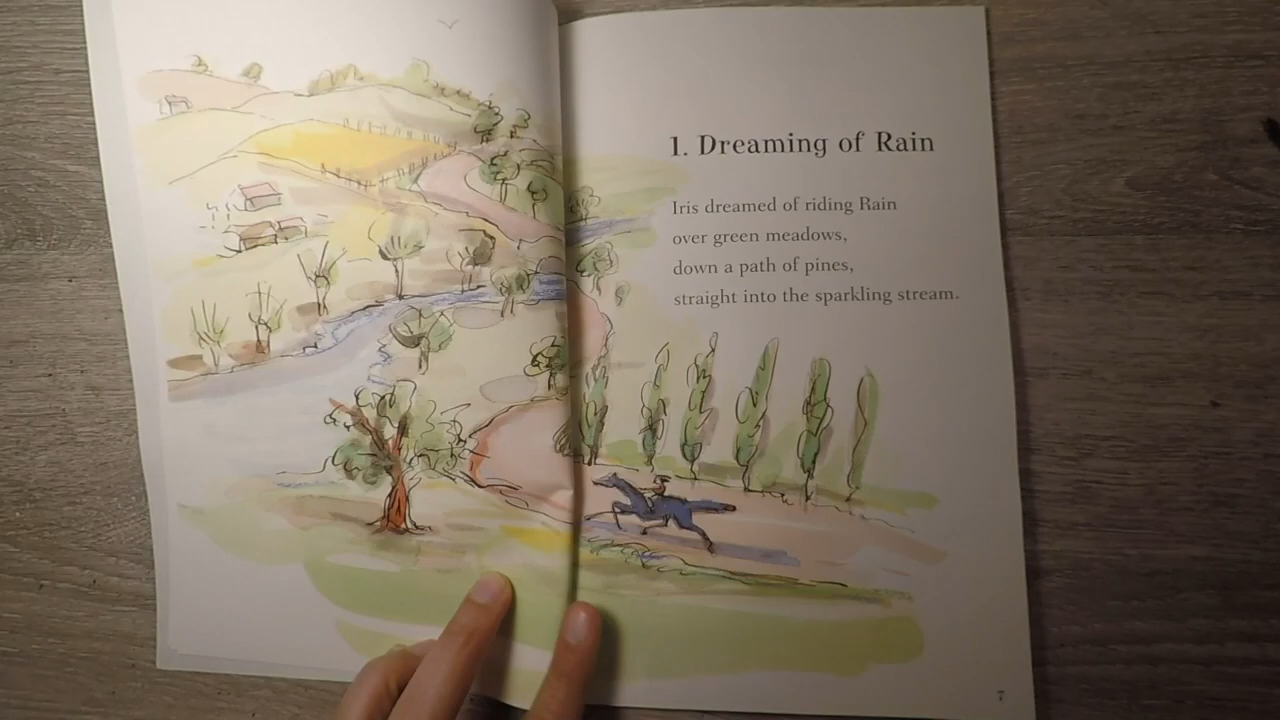 1. Dreaming of Rain
Iris dreamed of riding Rain
over green meadows,
down a path of pines,
straight into the sparkling stream.
7